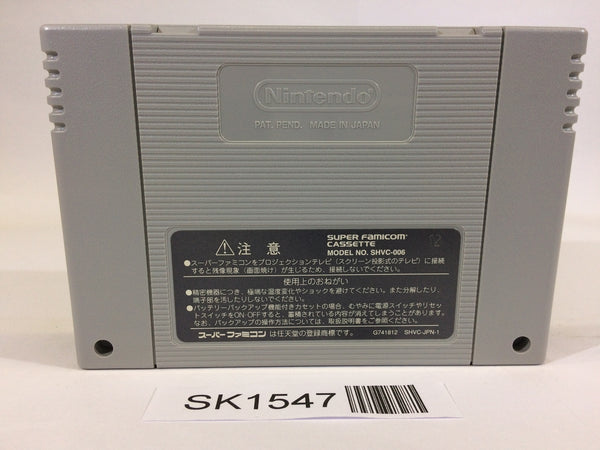 Nintendo
PAT. PEND. MADE IN JAPAN
注意
SUPER FAMICOM
CASSETTE
MODEL NO. SHVC-006
12
●スーパーファミコンをプロジェクションテレビ（スクリーン投影式のテレビ）に接続
すると残像現象（画面焼け）が生じるため、接続しないでください。
使用上のおねがい
●精密機器につき、極端な温度変化やショックを避けてください。また分解したり、
端子部を汚したりしないでください。
●バッテリーバックアップ機能付きカセットの場合、むやみに電源スイッチやリセッ
トスイッチをON·OFFすると、蓄積されている内容が消えてしまうことがあります。
なお、バックアップの操作方法については、取扱説明書をご参照ください。
スーパーファミコンは任天堂の登録商標です。 G741812 SHVC-JPN-1
SK1547